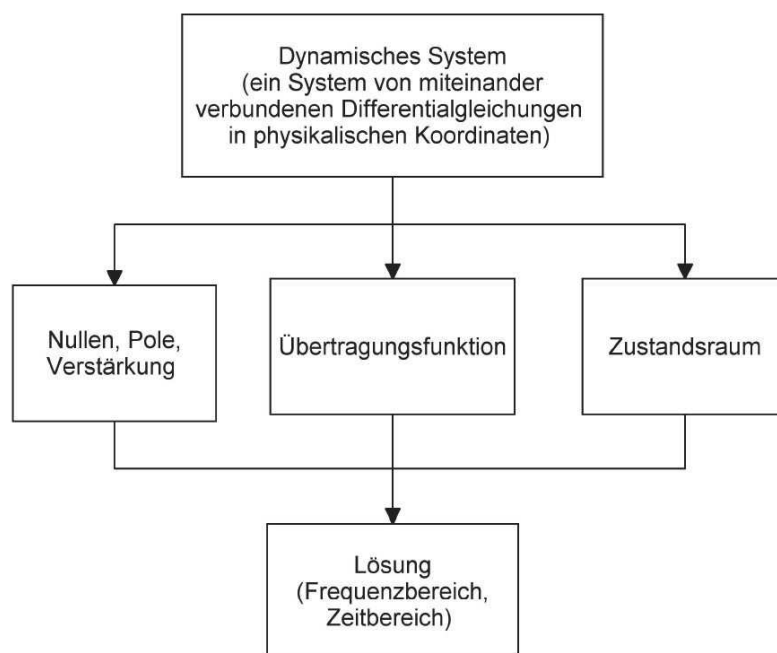 Dynamisches System
(ein System von miteinander
verbundenen Differentialgleichungen
in physikalischen Koordinaten)
Nullen, Pole,
Verstärkung
Übertragungsfunktion
Zustandsraum
Lösung
(Frequenzbereich,
Zeitbereich)